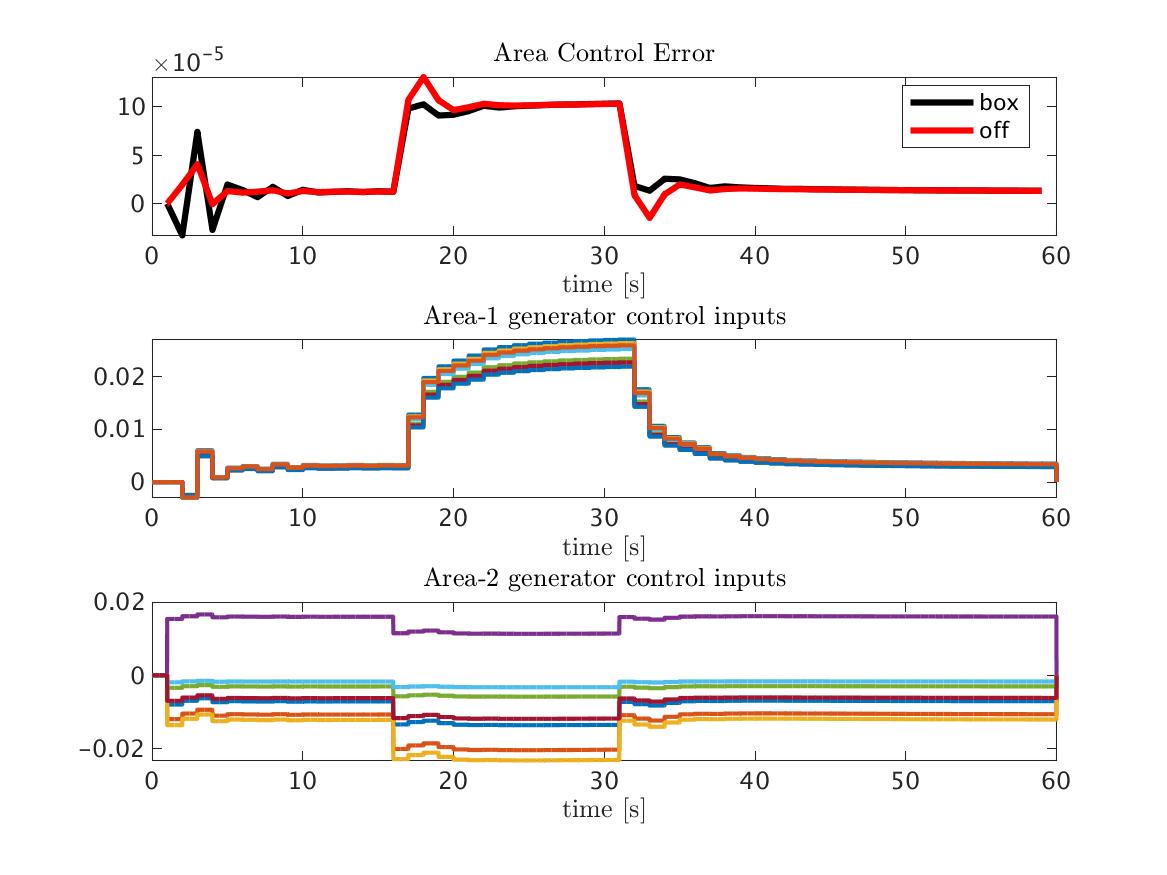 Area Control Error
×10⁻⁵
10
5
0
box
off
0 10 20 30 40 50 60
time [s]
Area-1 generator control inputs
0.02
0.01
0
0 10 20 30 40 50 60
time [s]
Area-2 generator control inputs
0.02
0
-0.02
0 10 20 30 40 50 60
time [s]